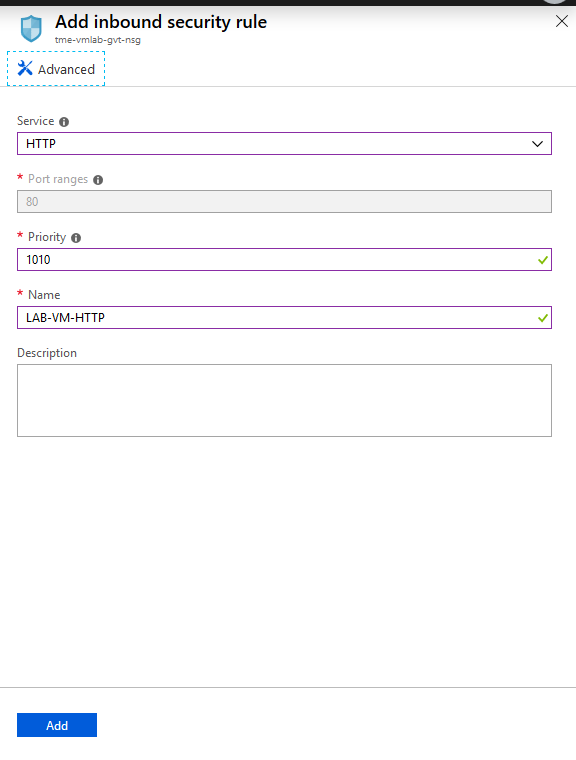 Add inbound security rule
tme-vmlab-gvt-nsg
Advanced
Service
HTTP
* Port ranges
80
* Priority
1010
* Name
LAB-VM-HTTP
Description
Add